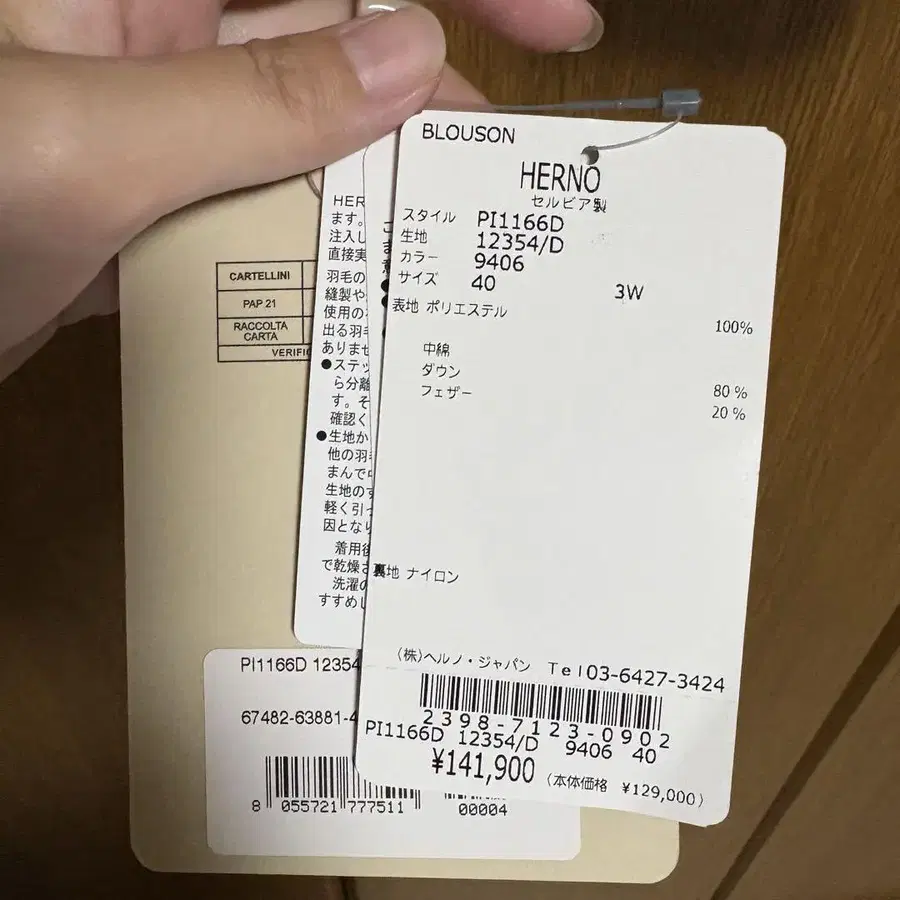 BLOUSON
HERNO
セルビア製
スタイル PI1166D
生地 12354/D
カラー 9406
サイズ 40 3W
表地 ポリエステル 100%
中綿
ダウン 80%
フェザー 20%
裏地 ナイロン
(株)ヘルノ・ジャパン Tel03-6427-3424
2398-7123-0902
PI1166D 12354/D 9406 40
¥141,900 (本体価格 ¥129,000)
HER
ます。
注入し
直接実
羽毛の
縫製や
使用の
出る羽毛
ありませ
●ステッ
ら分離
す。そ
確認く
●生地か
他の羽毛
まんで
生地のす
軽く引っ
因となり
着用後
で乾燥さ
洗濯の
すすめし
CARTELLINI
PAP 21
RACCOLTA
CARTA
VERIFIC
PI1166D 12354
67482-63881-4
8 055721 777511 00004